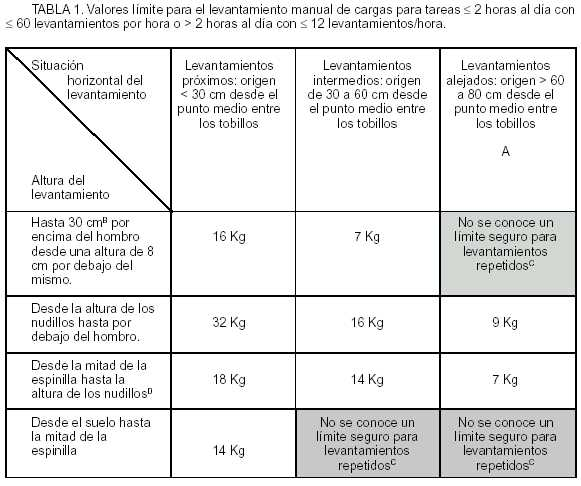 TABLA 1. Valores límite para el levantamiento manual de cargas para tareas ≤ 2 horas al día con
≤ 60 levantamientos por hora o > 2 horas al día con ≤ 12 levantamientos/hora.
Situación
horizontal del
levantamiento
Altura del
levantamiento
Levantamientos
próximos: origen
< 30 cm desde el
punto medio entre
los tobillos
Levantamientos
intermedios: origen
de 30 a 60 cm desde
el punto medio entre
los tobillos
Levantamientos
alejados: origen > 60
a 80 cm desde el
punto medio entre
los tobillos
A
Hasta 30 cmᴮ por
encima del hombro
desde una altura de 8
cm por debajo del
mismo.
16 Kg
7 Kg
No se conoce un
límite seguro para
levantamientos
repetidosC
Desde la altura de los
nudillos hasta por
debajo del hombro.
32 Kg
16 Kg
9 Kg
Desde la mitad de la
espinilla hasta la
altura de los nudillosᴰ
18 Kg
14 Kg
7 Kg
Desde el suelo hasta
la mitad de la
espinilla
14 Kg
No se conoce un
límite seguro para
levantamientos
repetidosC
No se conoce un
límite seguro para
levantamientos
repetidosC